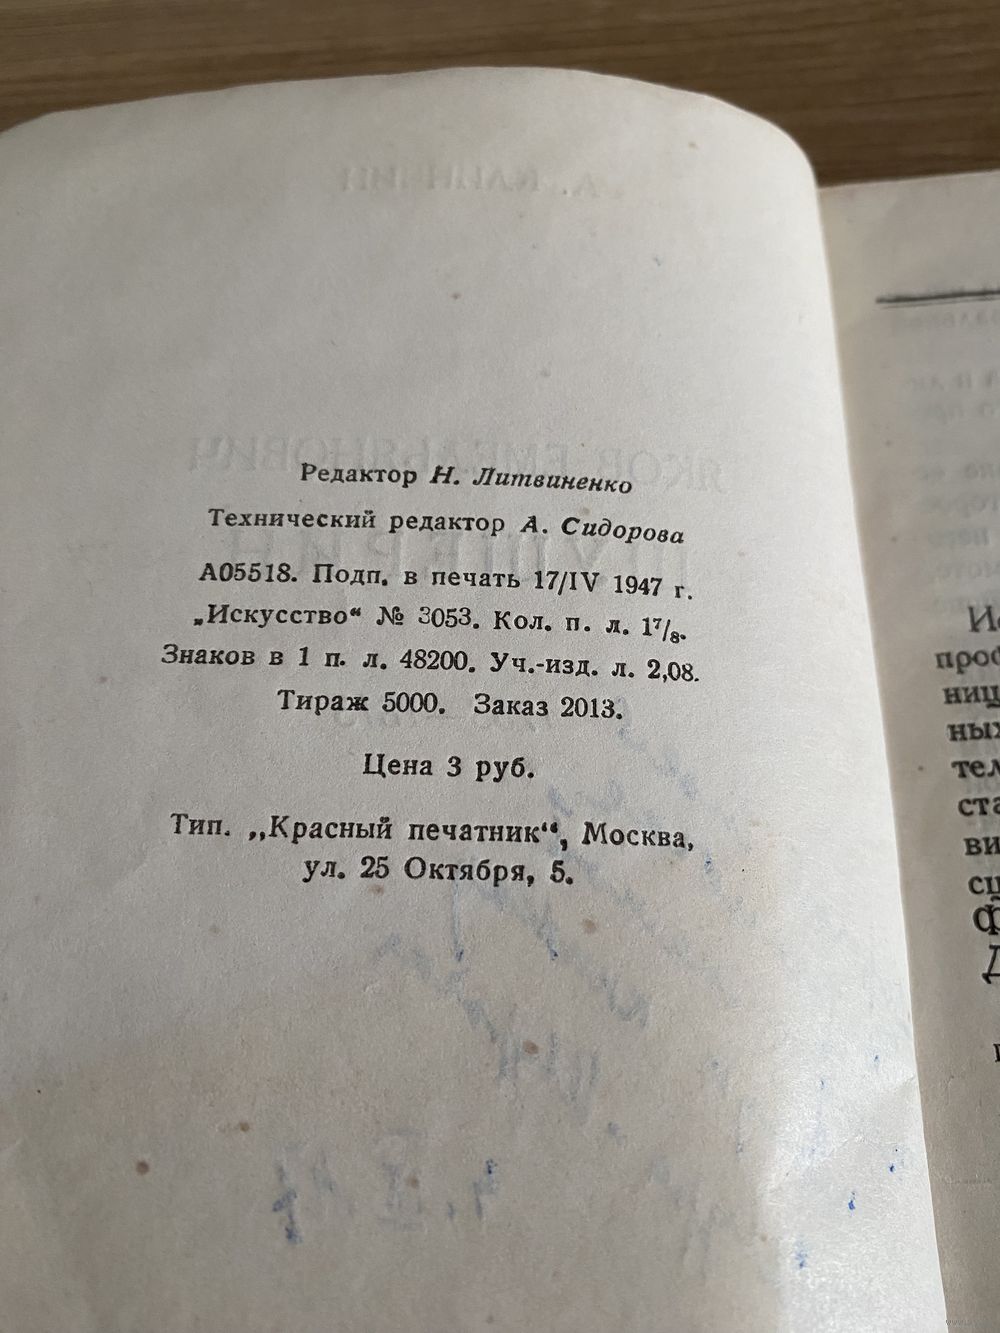 Редактор Н. Литвиненко
Технический редактор А. Сидорова
А05518. Подп. в печать 17/IV 1947 г.
„Искусство“ № 3053. Кол. п. л. 1⁷/₈.
Знаков в 1 п. л. 48200. Уч.-изд. л. 2,08.
Тираж 5000. Заказ 2013.
Цена 3 руб.
Тип. „Красный печатник“, Москва,
ул. 25 Октября, 5.